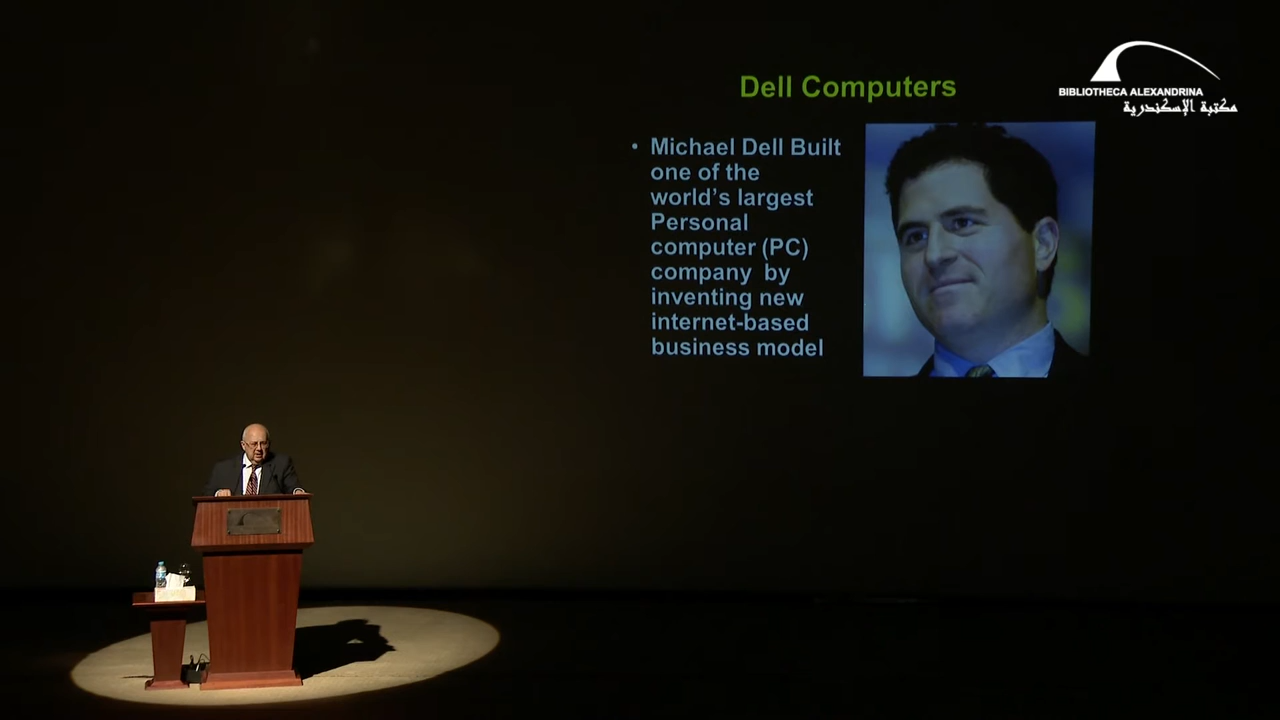 Dell Computers
BIBLIOTHECA ALEXANDRINA
مكتبة الإسكندرية
• Michael Dell Built
one of the
world's largest
Personal
computer (PC)
company by
inventing new
internet-based
business model